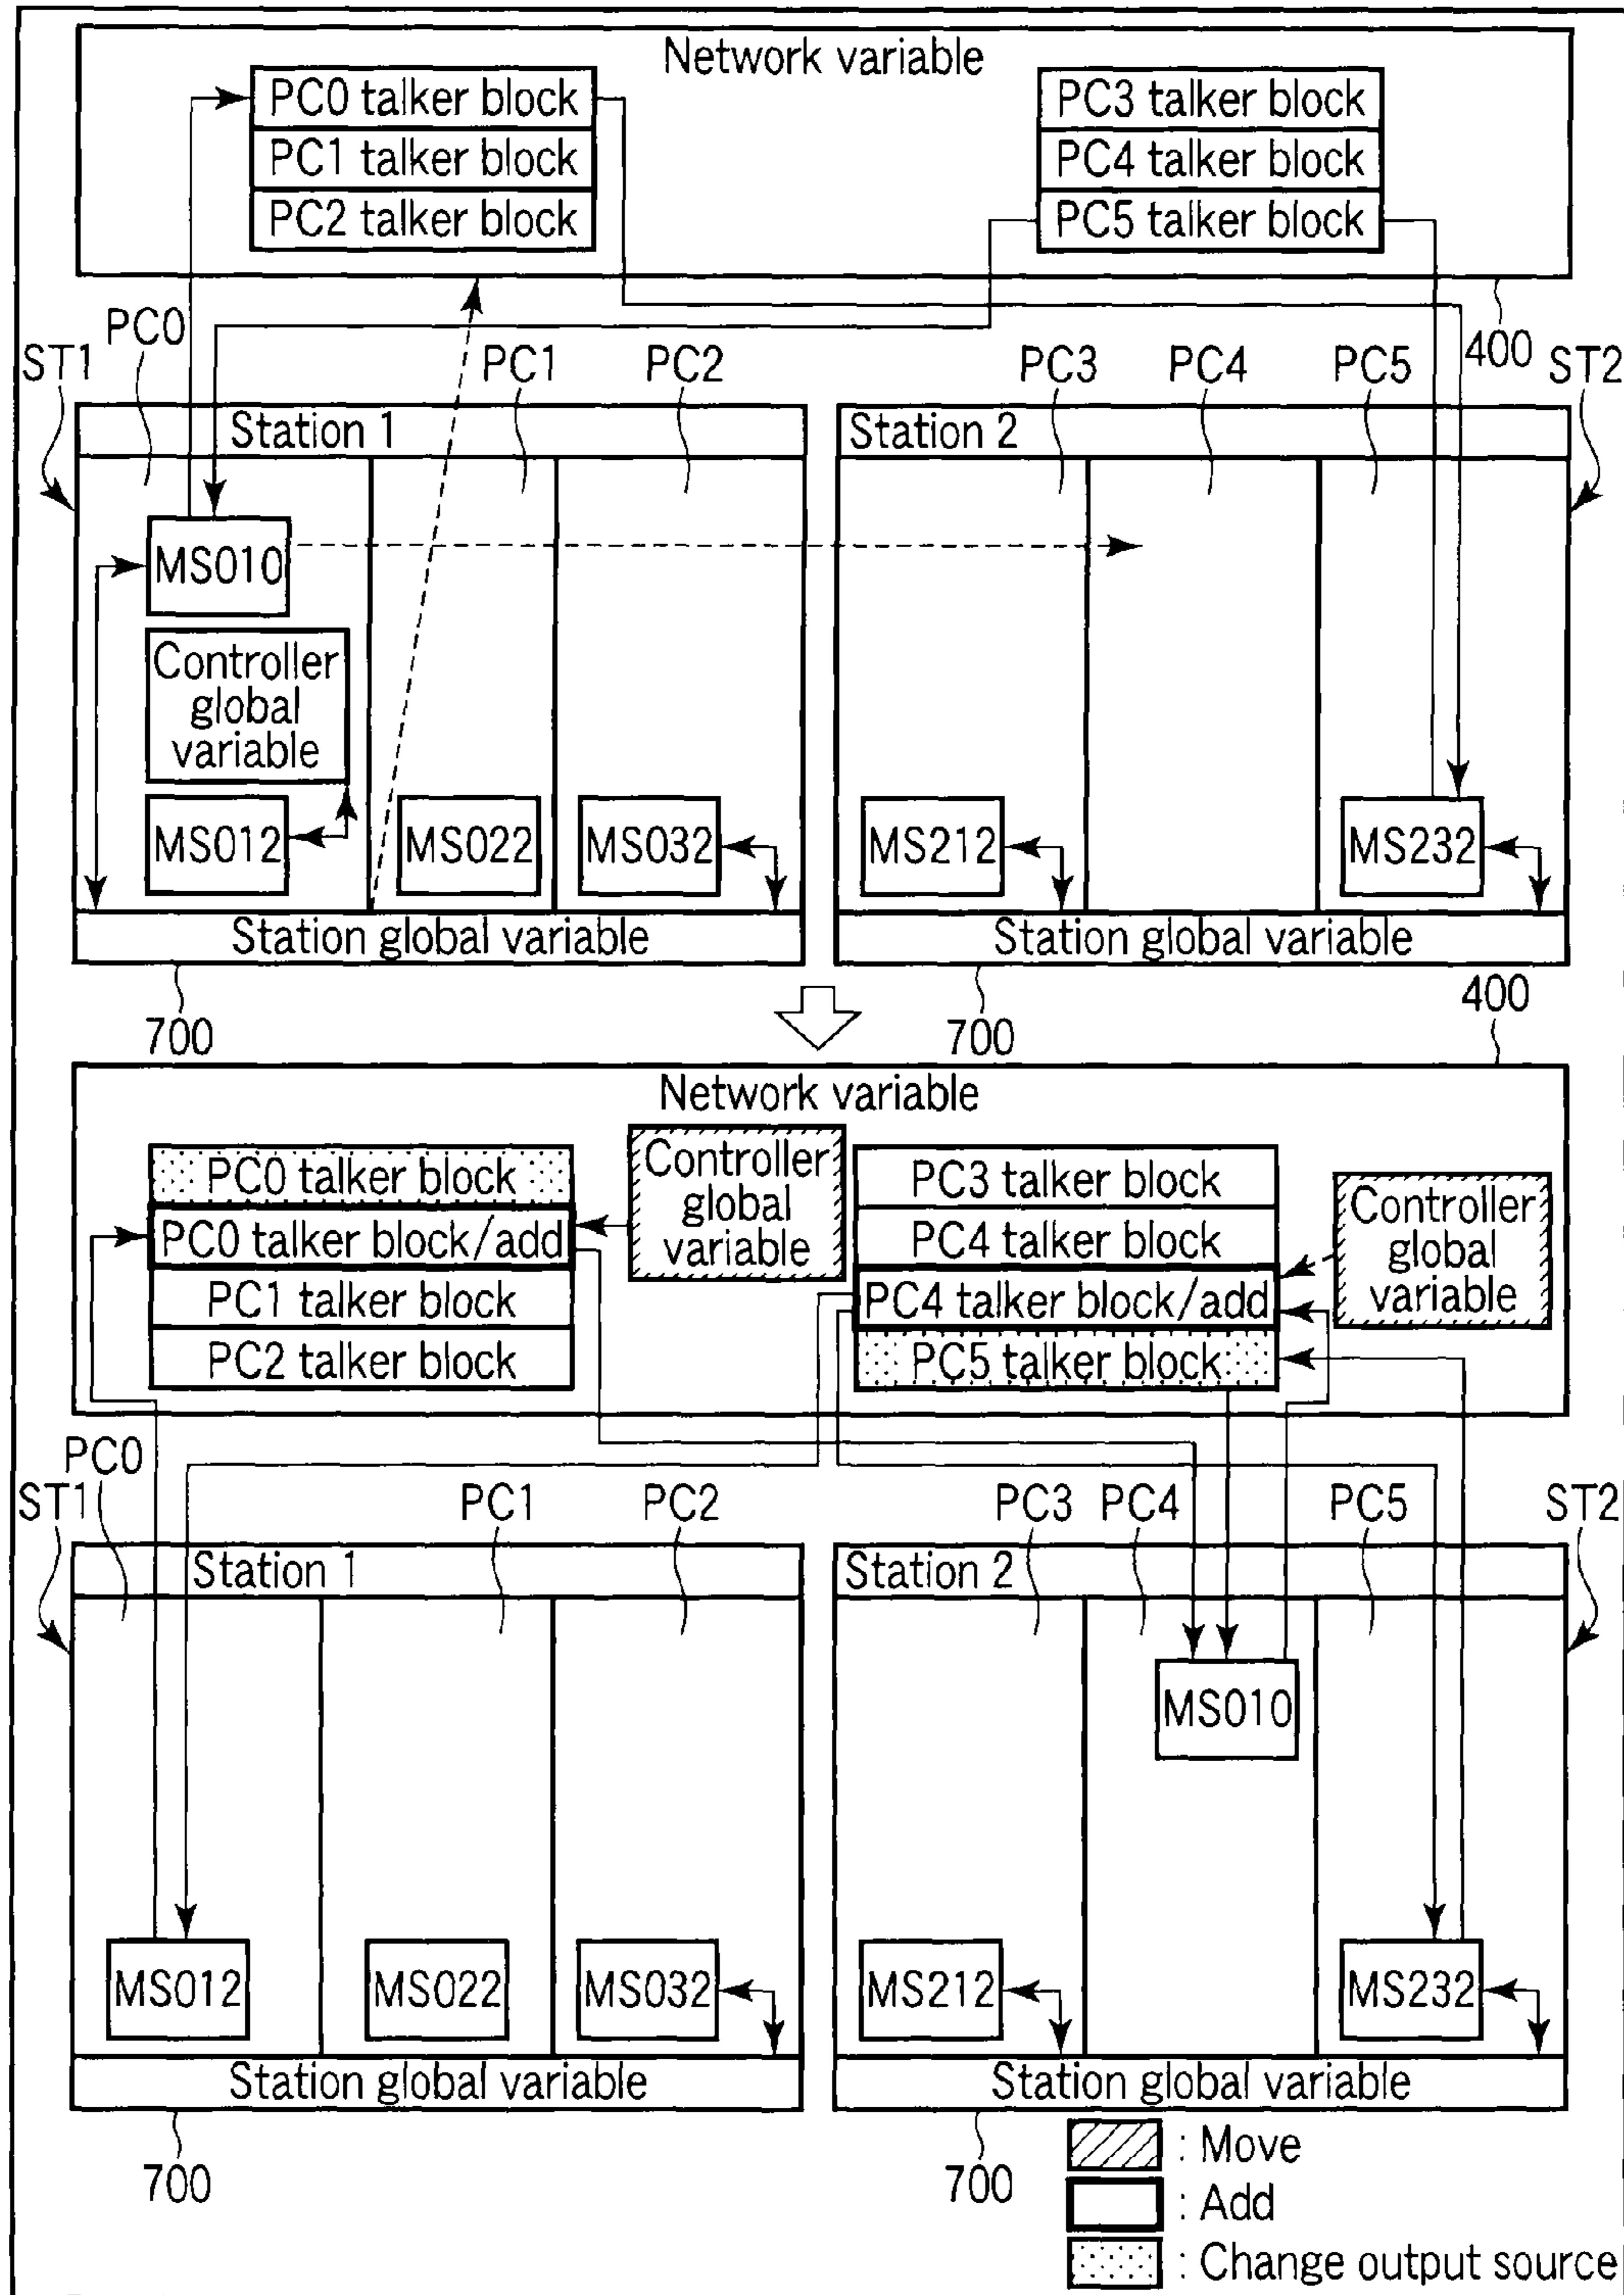 Network variable
PC0 talker block
PC1 talker block
PC2 talker block
PC3 talker block
PC4 talker block
PC5 talker block
400
ST1
PC0
PC1
PC2
PC3
PC4
PC5
ST2
Station 1
Station 2
MS010
Controller
global
variable
MS012
MS022
MS032
MS212
MS232
Station global variable
Station global variable
700
700
400
Network variable
PC0 talker block
PC0 talker block/add
PC1 talker block
PC2 talker block
Controller
global
variable
PC3 talker block
PC4 talker block
PC4 talker block/add
PC5 talker block
Controller
global
variable
ST1
PC0
PC1
PC2
PC3
PC4
PC5
ST2
Station 1
Station 2
MS010
MS012
MS022
MS032
MS212
MS232
Station global variable
Station global variable
700
700
: Move
: Add
: Change output source